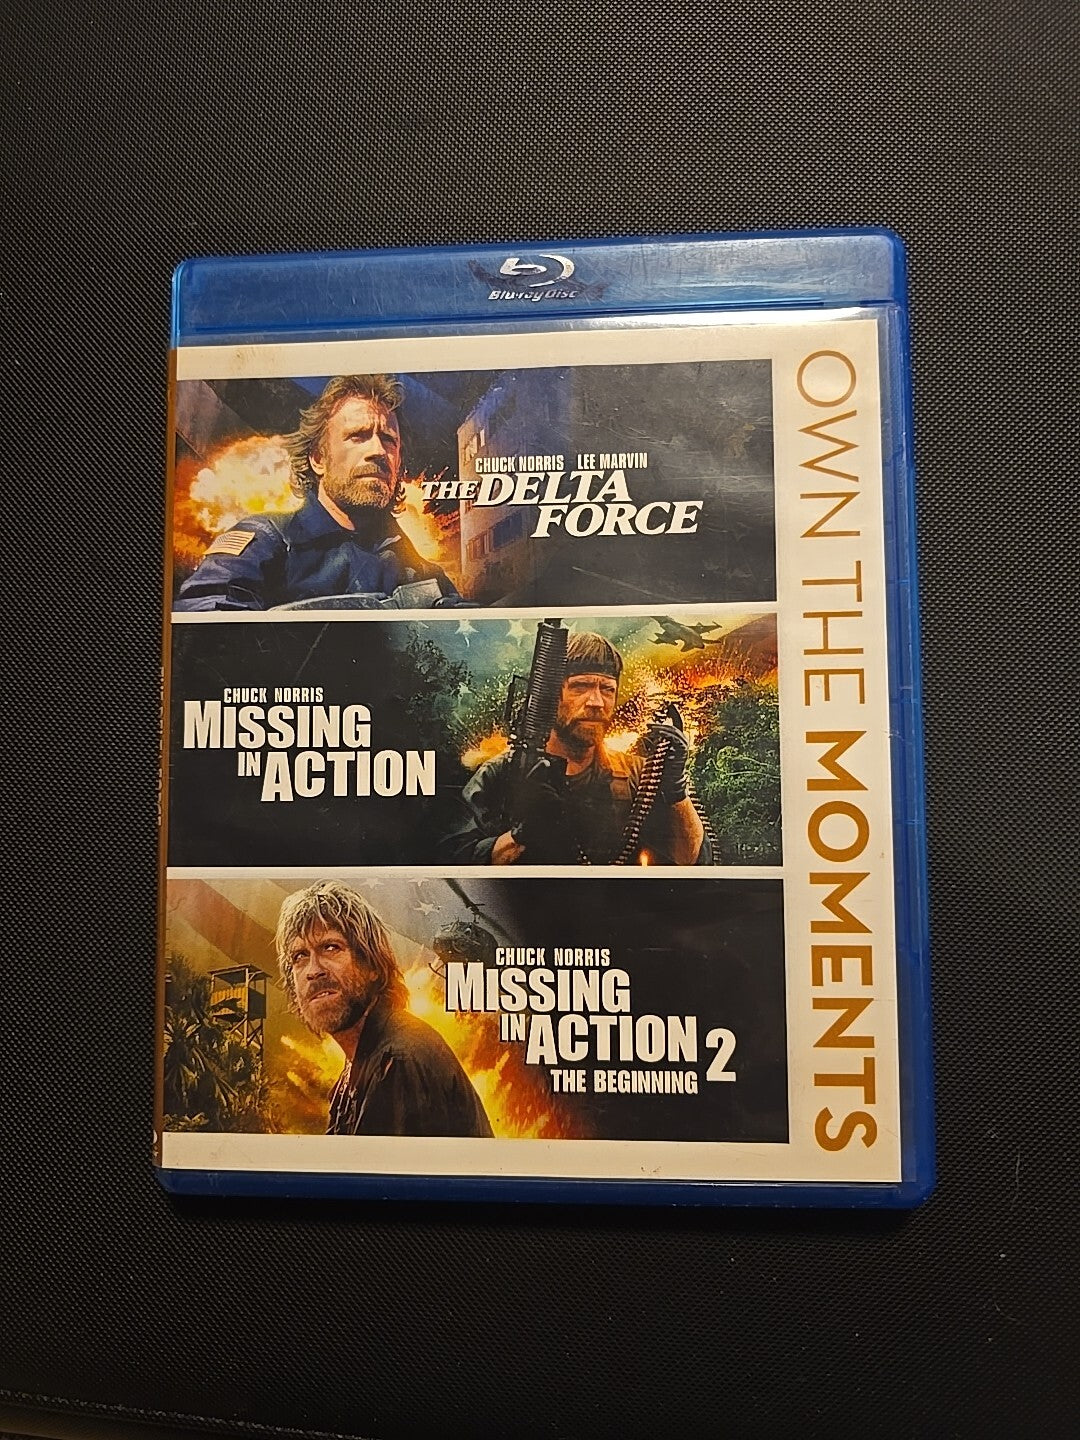 Blu-ray Disc
CHUCK NORRIS LEE MARVIN
THE DELTA
FORCE
CHUCK NORRIS
MISSING
IN ACTION
CHUCK NORRIS
MISSING
IN ACTION 2
THE BEGINNING
OWN THE MOMENTS